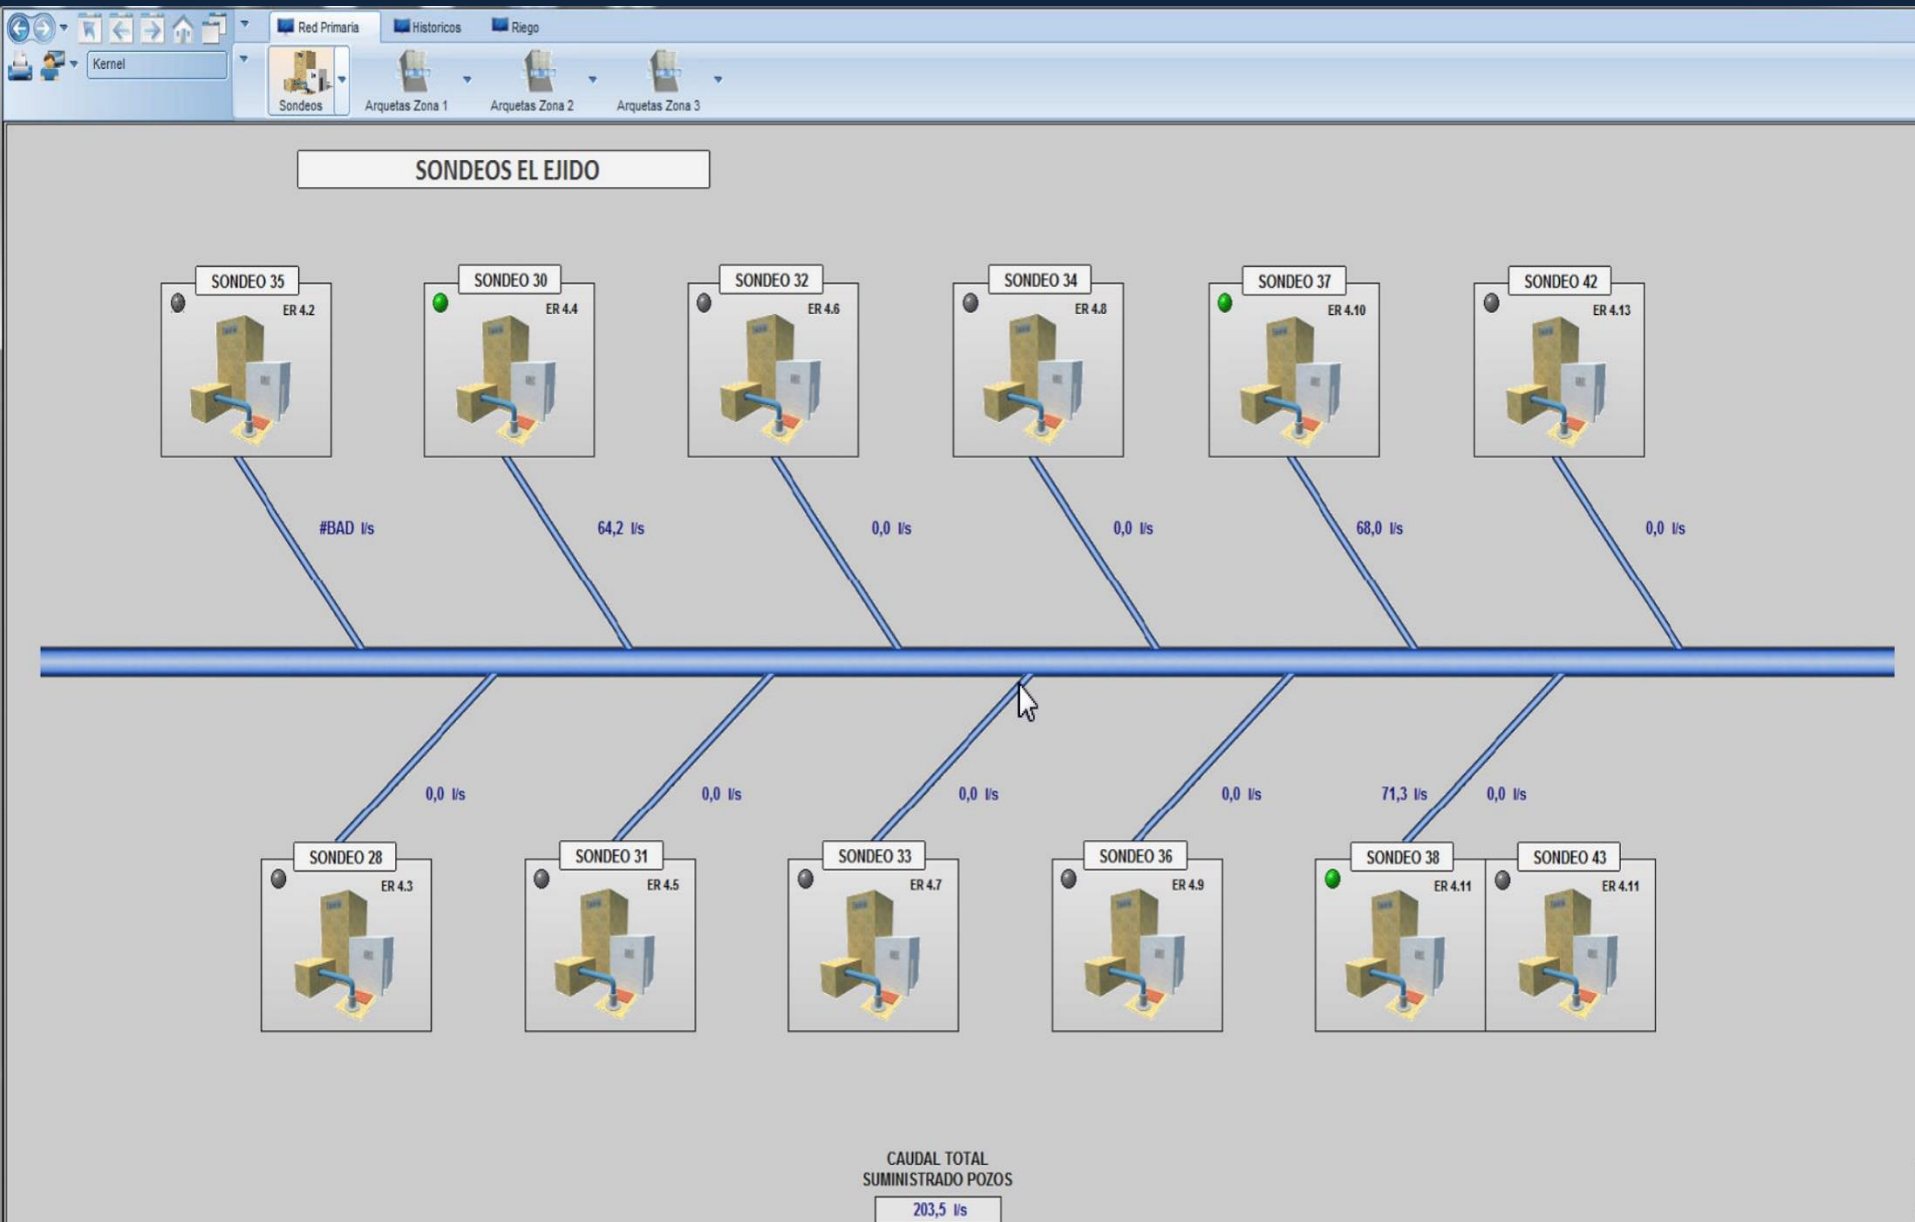 Red Primaria
Historicos
Riego
Kernel
Sondeos
Arquetas Zona 1
Arquetas Zona 2
Arquetas Zona 3
SONDEOS EL EJIDO
SONDEO 35
SONDEO 30
SONDEO 32
SONDEO 34
SONDEO 37
SONDEO 42
ER 4.2
ER 4.4
ER 4.6
ER 4.8
ER 4.10
ER 4.13
#BAD l/s
64,2 l/s
0,0 l/s
0,0 l/s
68,0 l/s
0,0 l/s
0,0 l/s
0,0 l/s
0,0 l/s
0,0 l/s
71,3 l/s
0,0 l/s
SONDEO 28
SONDEO 31
SONDEO 33
SONDEO 36
SONDEO 38
SONDEO 43
ER 4.3
ER 4.5
ER 4.7
ER 4.9
ER 4.11
ER 4.11
CAUDAL TOTAL
SUMINISTRADO POZOS
203,5 l/s